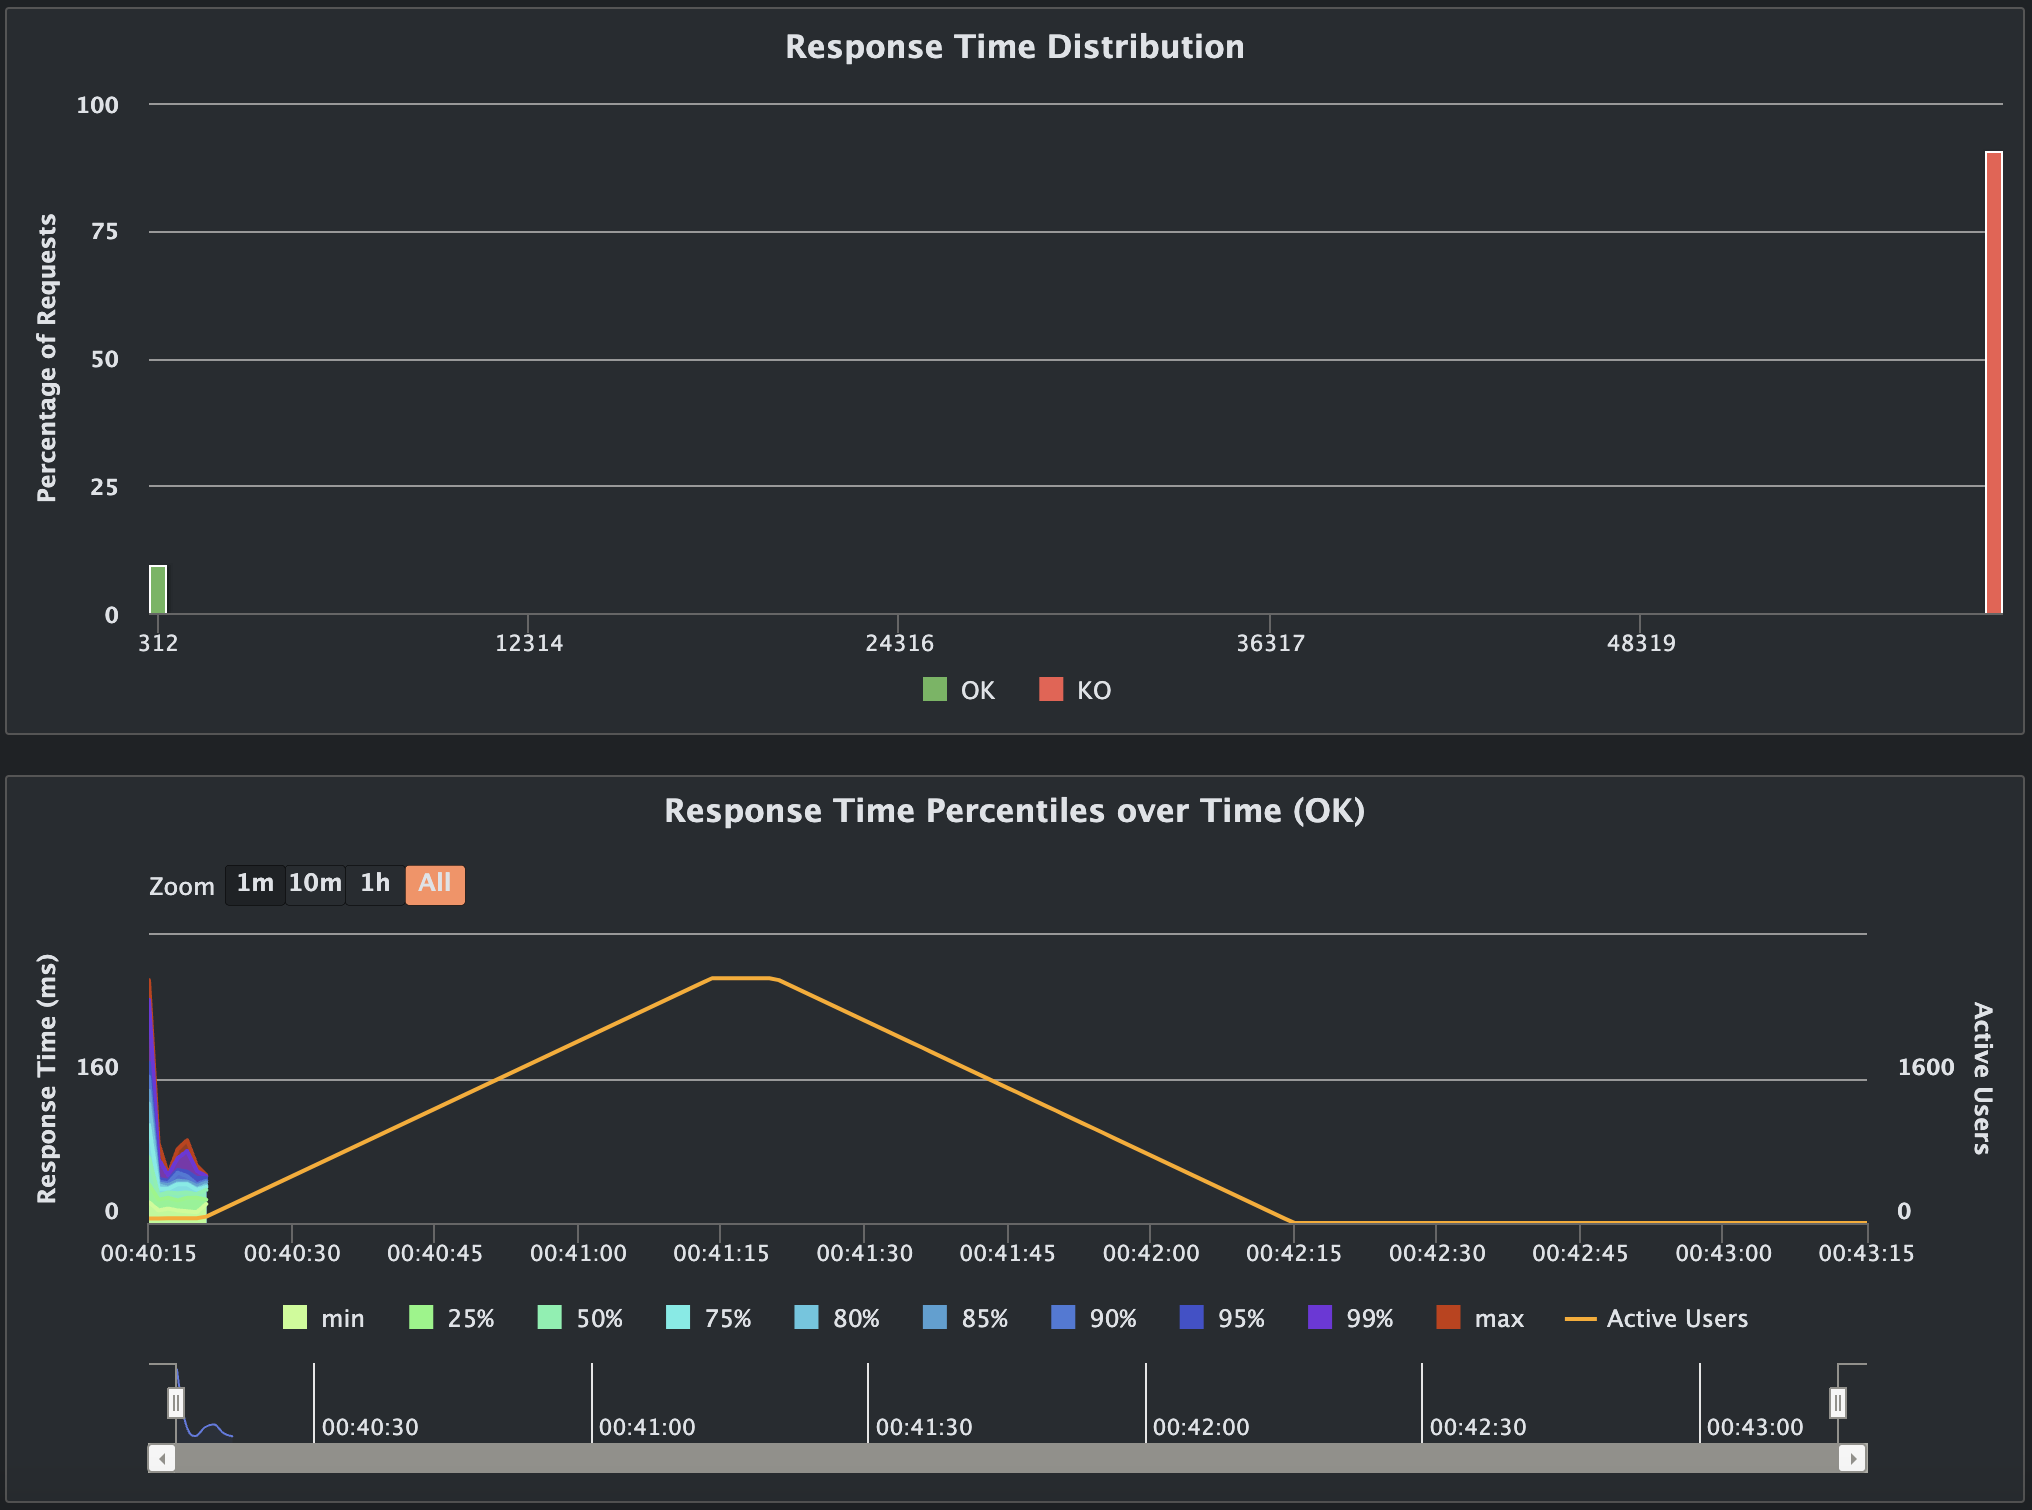 Response Time Distribution
100
75
50
25
0
Percentage of Requests
312 12314 24316 36317 48319
OK KO
Response Time Percentiles over Time (OK)
Zoom 1m 10m 1h All
Response Time (ms)
160
0
Active Users
1600
0
00:40:15 00:40:30 00:40:45 00:41:00 00:41:15 00:41:30 00:41:45 00:42:00 00:42:15 00:42:30 00:42:45 00:43:00 00:43:15
min 25% 50% 75% 80% 85% 90% 95% 99% max Active Users
00:40:30 00:41:00 00:41:30 00:42:00 00:42:30 00:43:00